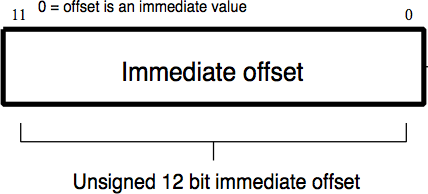 0 = offset is an immediate value
11 0
Immediate offset
Unsigned 12 bit immediate offset